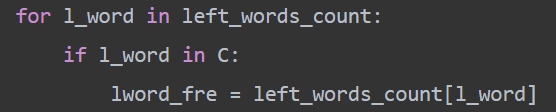 for l_word in left_words_count:
    if l_word in C:
        lword_fre = left_words_count[l_word]